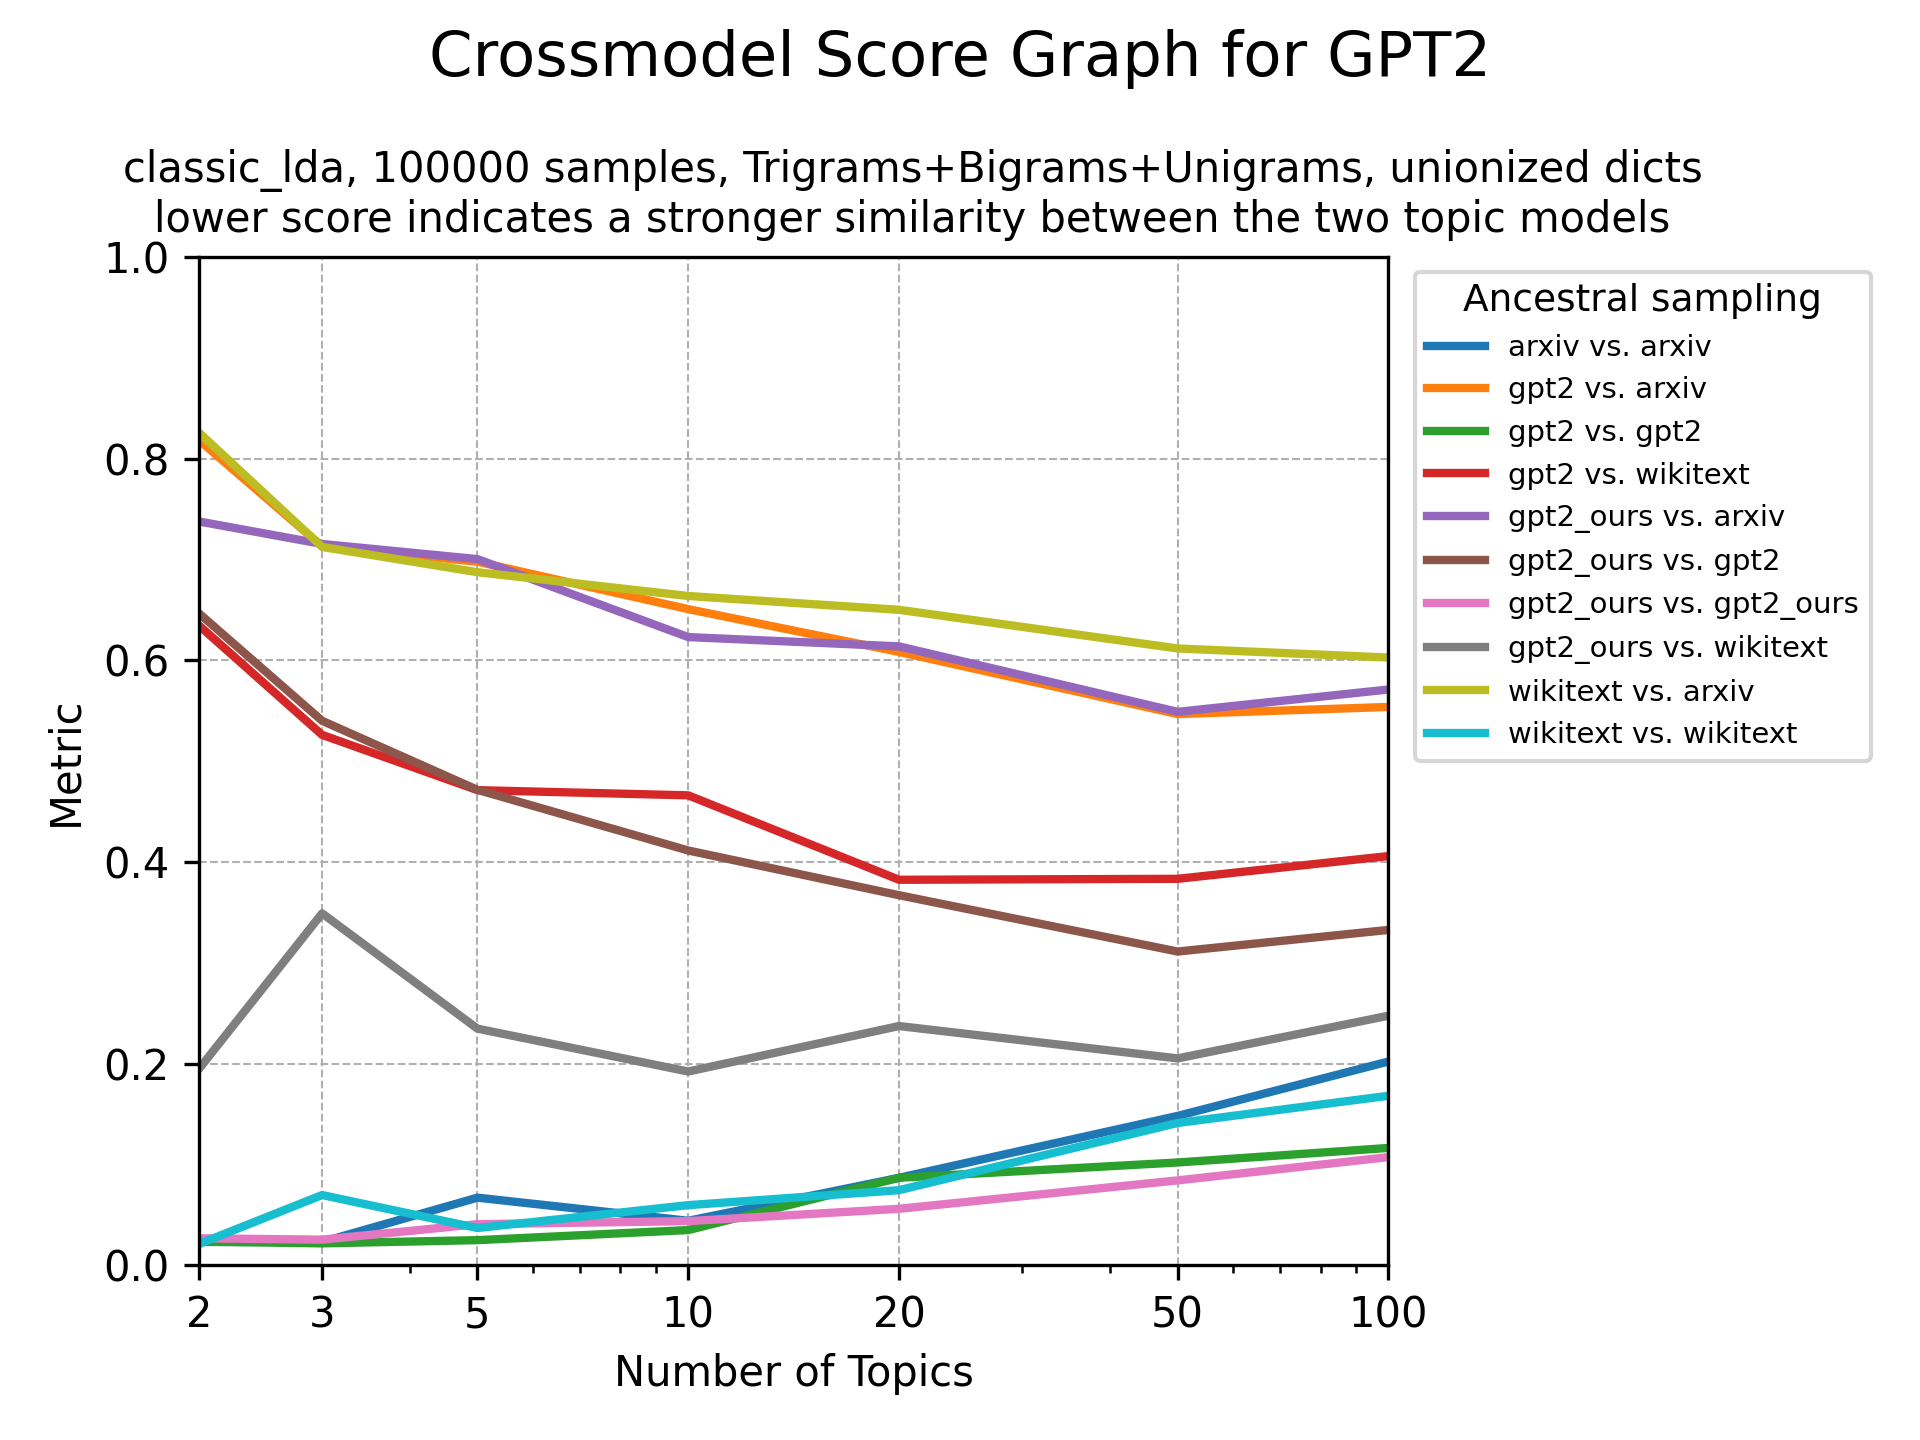 Crossmodel Score Graph for GPT2
classic_lda, 100000 samples, Trigrams+Bigrams+Unigrams, unionized dicts
lower score indicates a stronger similarity between the two topic models
1.0
0.8
0.6
0.4
0.2
0.0
Metric
2
3
5
10
20
50
100
Number of Topics
Ancestral sampling
arxiv vs. arxiv
gpt2 vs. arxiv
gpt2 vs. gpt2
gpt2 vs. wikitext
gpt2_ours vs. arxiv
gpt2_ours vs. gpt2
gpt2_ours vs. gpt2_ours
gpt2_ours vs. wikitext
wikitext vs. arxiv
wikitext vs. wikitext